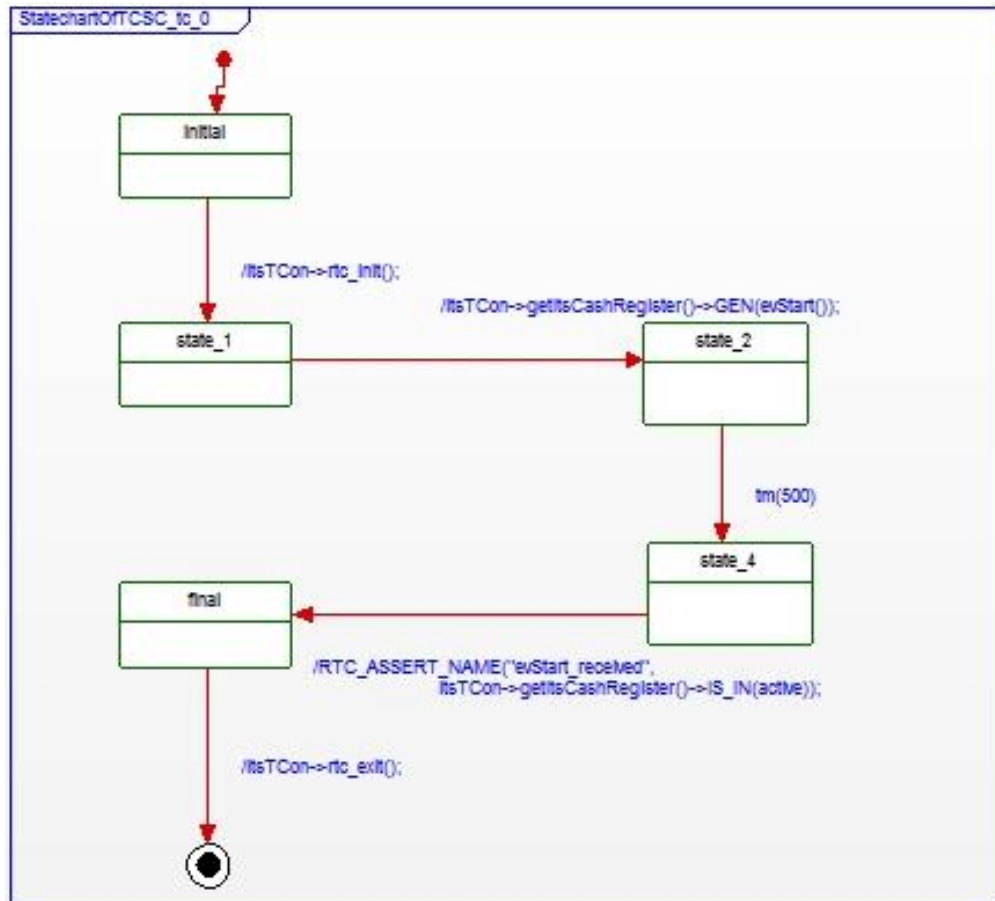 StatechartOfTCSC_tc_0
initial
/itsTCon->rtc_init();
/itsTCon->getItsCashRegister()->GEN(evStart());
state_1
state_2
tm(500)
state_4
final
/RTC_ASSERT_NAME("evStart_received",
itsTCon->getItsCashRegister()->IS_IN(active));
/itsTCon->rtc_exit();